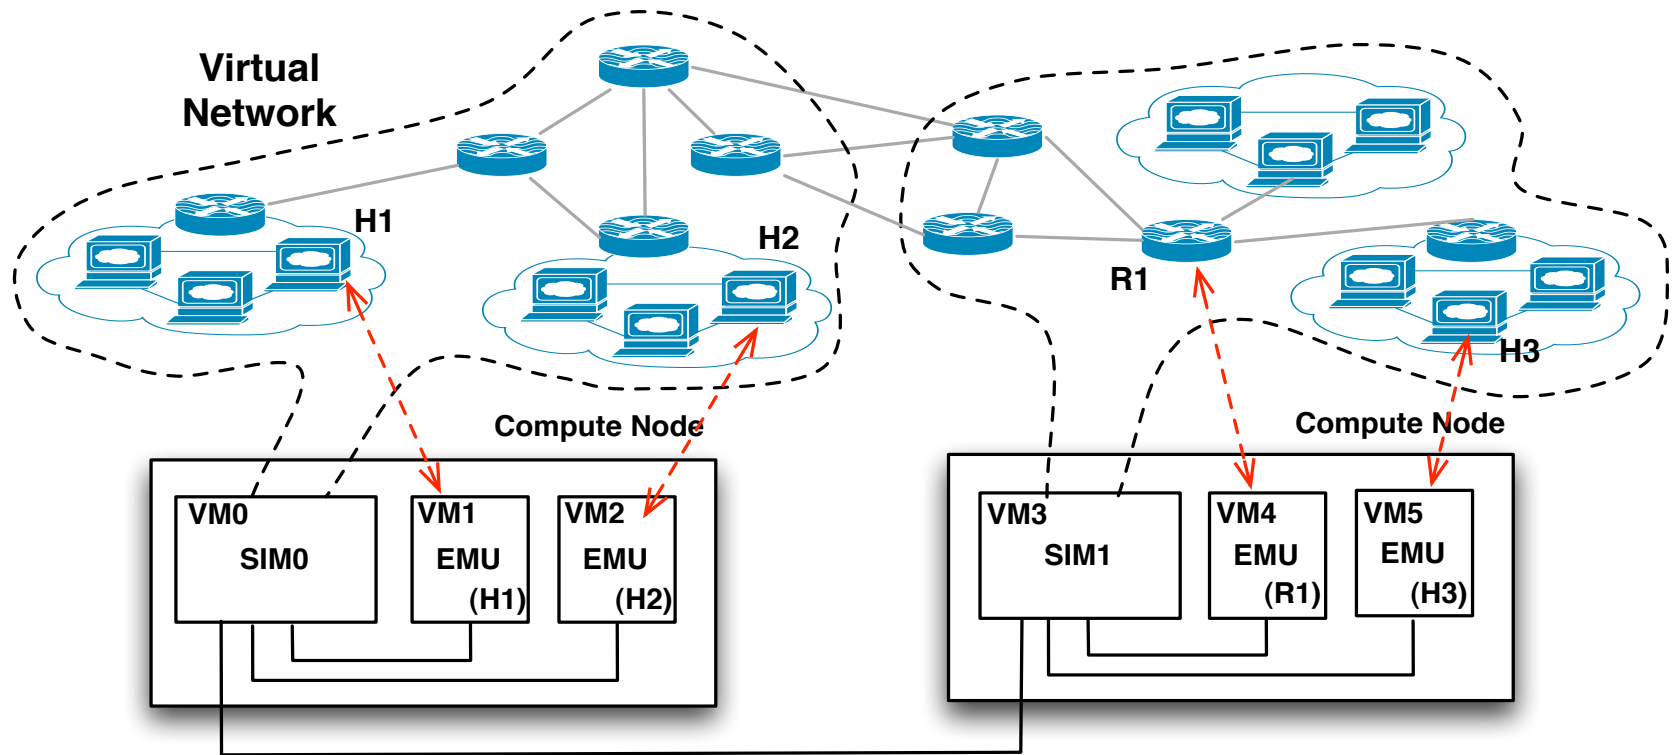 Virtual
Network
H1
H2
R1
H3
Compute Node
Compute Node
VM0
SIM0
VM1
EMU
(H1)
VM2
EMU
(H2)
VM3
SIM1
VM4
EMU
(R1)
VM5
EMU
(H3)